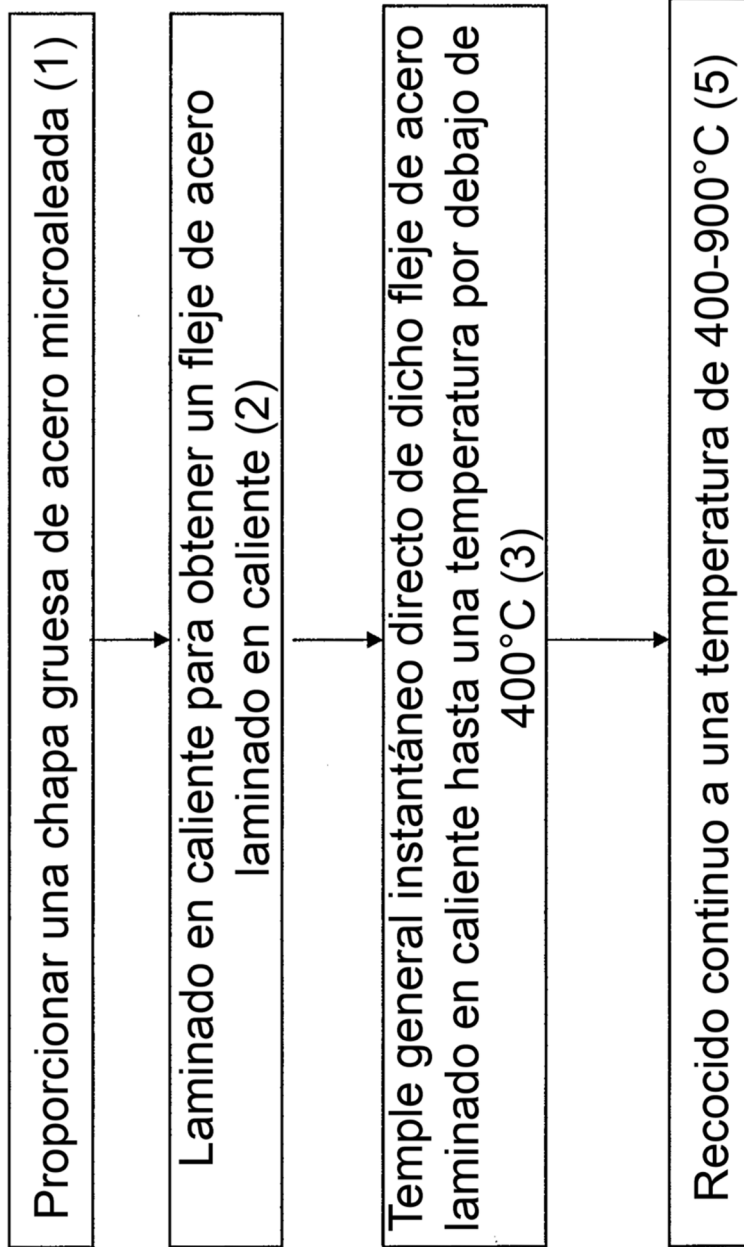 Proporcionar una chapa gruesa de acero microaleada (1)
Laminado en caliente para obtener un fleje de acero
laminado en caliente (2)
Temple general instantáneo directo de dicho fleje de acero
laminado en caliente hasta una temperatura por debajo de
400°C (3)
Recocido continuo a una temperatura de 400-900°C (5)